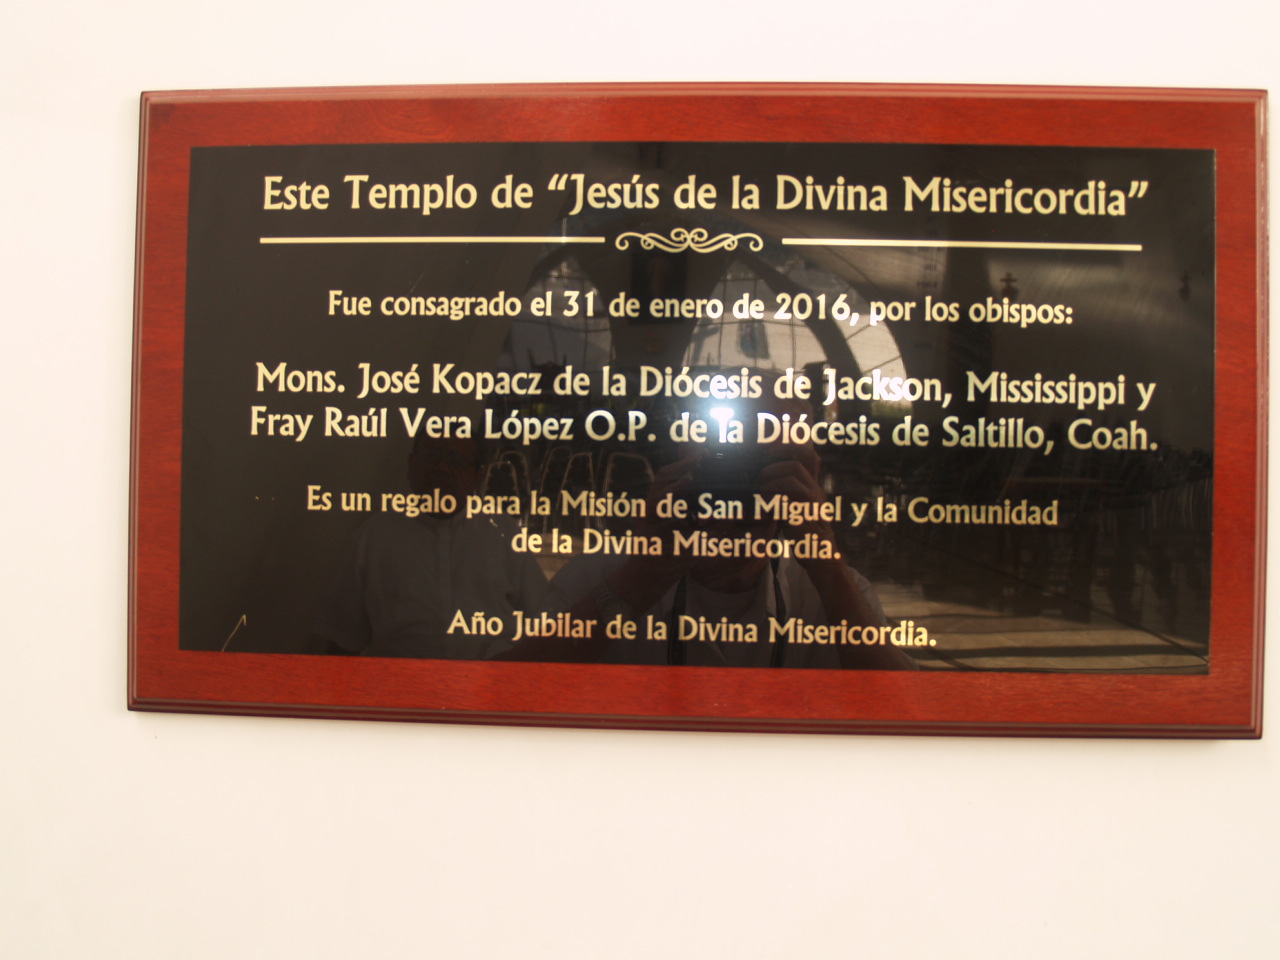 Este Templo de “Jesús de la Divina Misericordia”
Fue consagrado el 31 de enero de 2016, por los obispos:
Mons. José Kopacz de la Diócesis de Jackson, Mississippi y
Fray Raúl Vera López O.P. de la Diócesis de Saltillo, Coah.
Es un regalo para la Misión de San Miguel y la Comunidad
de la Divina Misericordia.
Año Jubilar de la Divina Misericordia.